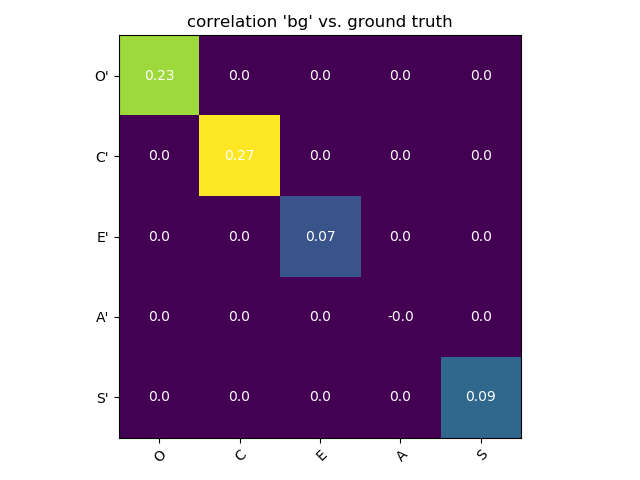 correlation 'bg' vs. ground truth
O' 0.23 0.0 0.0 0.0 0.0
C' 0.0 0.27 0.0 0.0 0.0
E' 0.0 0.0 0.07 0.0 0.0
A' 0.0 0.0 0.0 -0.0 0.0
S' 0.0 0.0 0.0 0.0 0.09
O C E A S